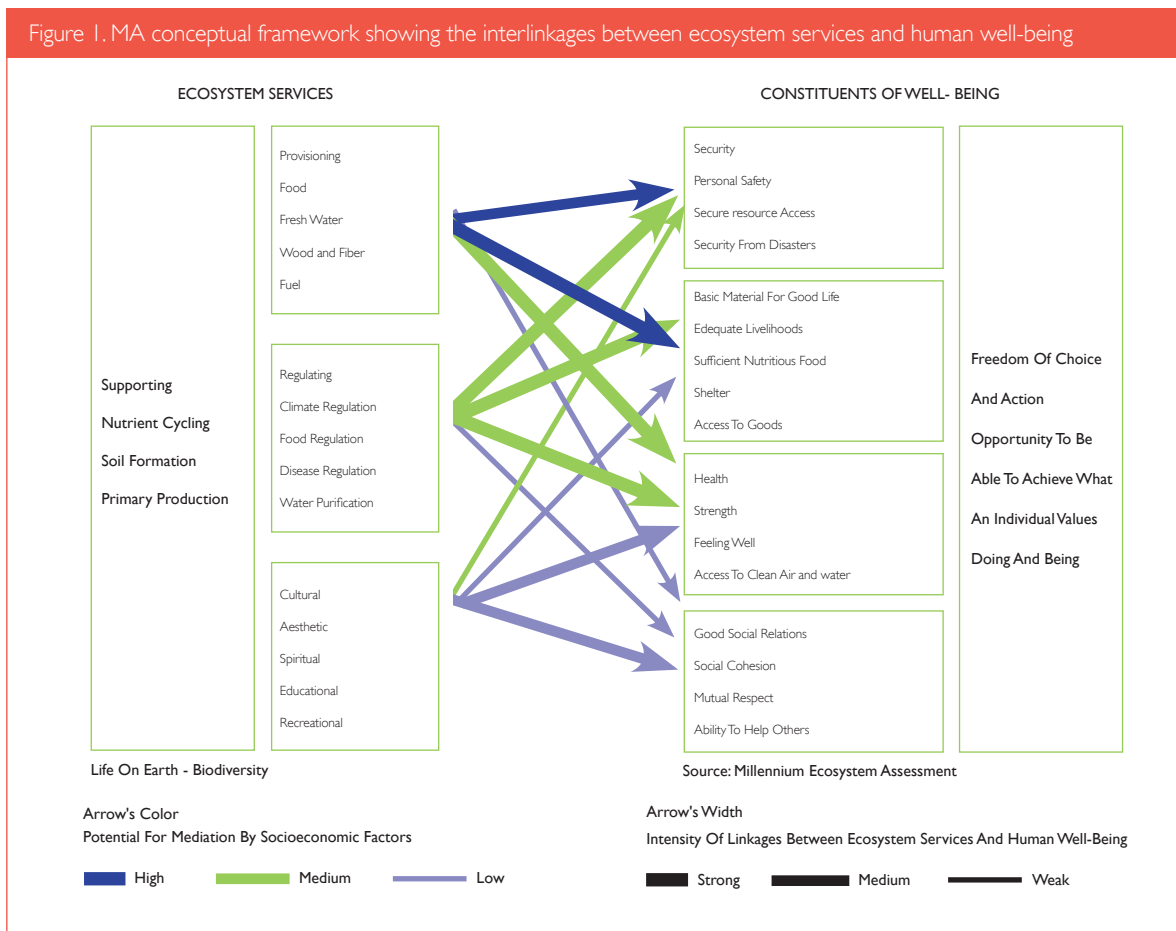 Figure 1. MA conceptual framework showing the interlinkages between ecosystem services and human well-being
ECOSYSTEM SERVICES
Supporting
Nutrient Cycling
Soil Formation
Primary Production
Provisioning
Food
Fresh Water
Wood and Fiber
Fuel
Regulating
Climate Regulation
Food Regulation
Disease Regulation
Water Purification
Cultural
Aesthetic
Spiritual
Educational
Recreational
CONSTITUENTS OF WELL- BEING
Security
Personal Safety
Secure resource Access
Security From Disasters
Basic Material For Good Life
Edequate Livelihoods
Sufficient Nutritious Food
Shelter
Access To Goods
Health
Strength
Feeling Well
Access To Clean Air and water
Good Social Relations
Social Cohesion
Mutual Respect
Ability To Help Others
Freedom Of Choice
And Action
Opportunity To Be
Able To Achieve What
An Individual Values
Doing And Being
Life On Earth - Biodiversity
Source: Millennium Ecosystem Assessment
Arrow's Color
Potential For Mediation By Socioeconomic Factors
High
Medium
Low
Arrow's Width
Intensity Of Linkages Between Ecosystem Services And Human Well-Being
Strong
Medium
Weak